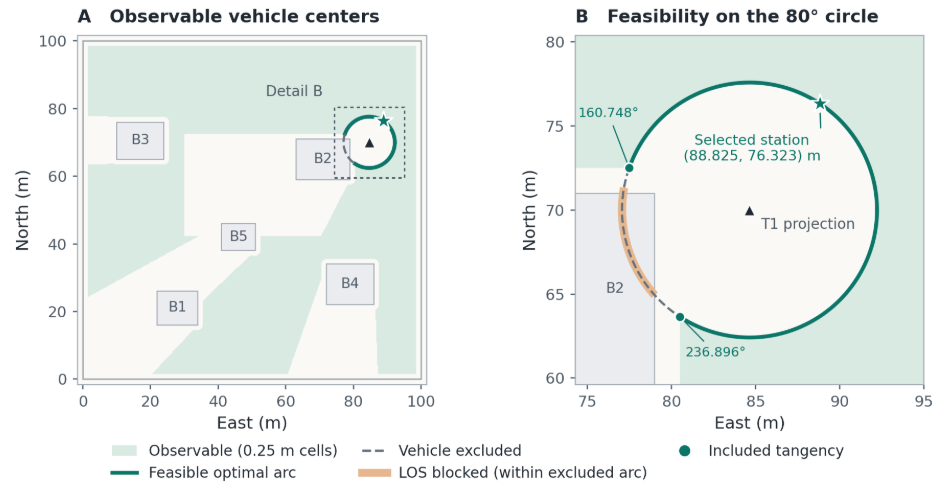 A Observable vehicle centers
100
80
60
40
20
0
North (m)
0 20 40 60 80 100
East (m)
Detail B
B3
B2
B5
B4
B1
B Feasibility on the 80° circle
80
75
70
65
60
North (m)
75 80 85 90 95
East (m)
160.748°
Selected station
(88.825, 76.323) m
T1 projection
B2
236.896°
Observable (0.25 m cells)
Feasible optimal arc
Vehicle excluded
LOS blocked (within excluded arc)
Included tangency